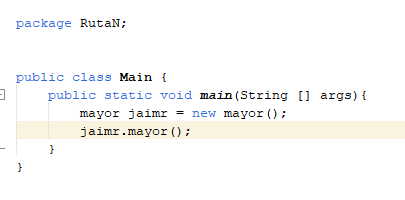 package RutaN;
public class Main {
public static void main(String [] args){
mayor jaimr = new mayor();
jaimr.mayor();
}
}